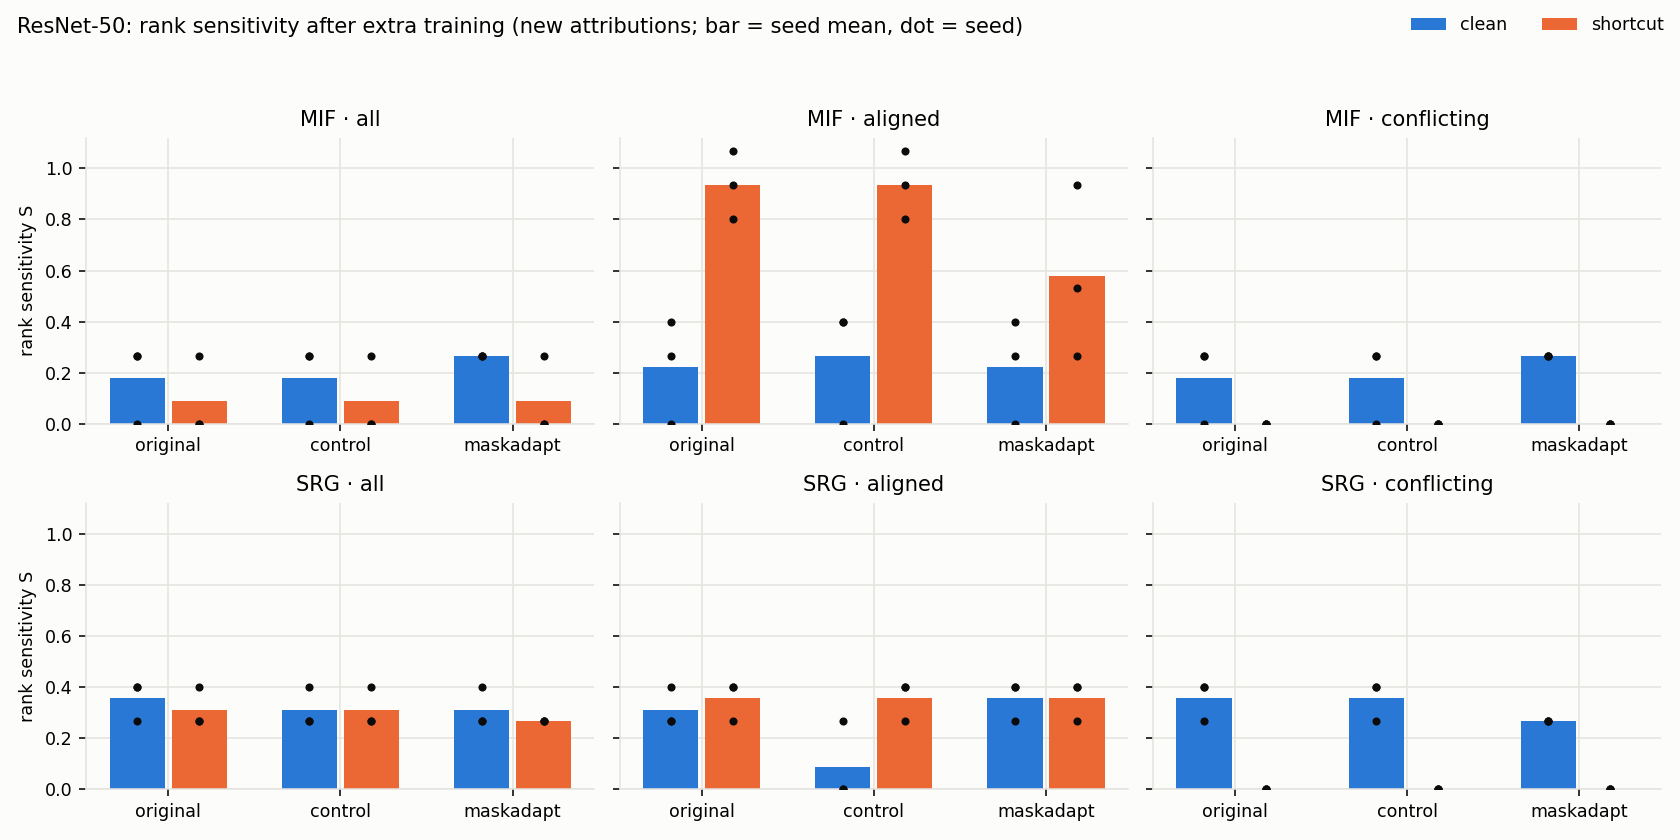 ResNet-50: rank sensitivity after extra training (new attributions; bar = seed mean, dot = seed)
clean
shortcut
MIF · all
MIF · aligned
MIF · conflicting
rank sensitivity S
1.0
0.8
0.6
0.4
0.2
0.0
original
control
maskadapt
original
control
maskadapt
original
control
maskadapt
SRG · all
SRG · aligned
SRG · conflicting
rank sensitivity S
1.0
0.8
0.6
0.4
0.2
0.0
original
control
maskadapt
original
control
maskadapt
original
control
maskadapt